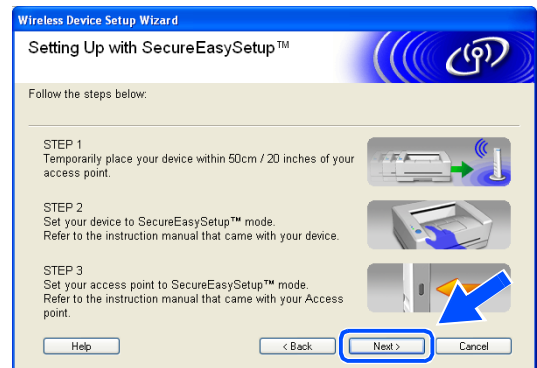 Wireless Device Setup Wizard
Setting Up with SecureEasySetup™
Follow the steps below:
STEP 1
Temporarily place your device within 50cm / 20 inches of your
access point.
STEP 2
Set your device to SecureEasySetup™ mode.
Refer to the instruction manual that came with your device.
STEP 3
Set your access point to SecureEasySetup™ mode.
Refer to the instruction manual that came with your Access
point.
Help
< Back
Next >
Cancel